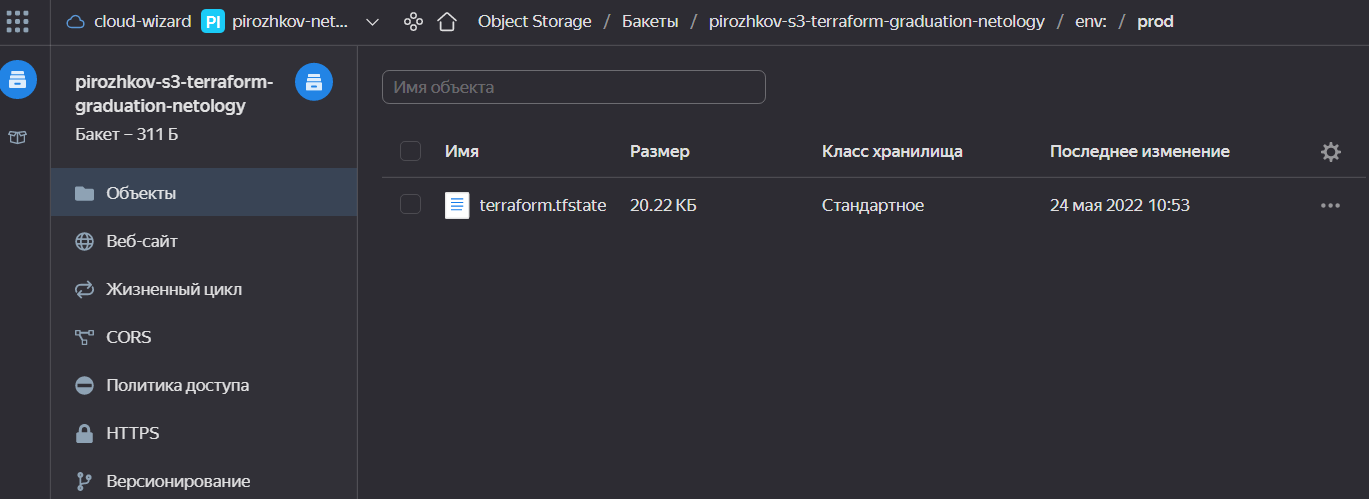 cloud-wizard PI pirozhkov-net... Object Storage / Бакеты / pirozhkov-s3-terraform-graduation-netology / env: / prod
pirozhkov-s3-terraform-
graduation-netology
Бакет – 311 Б
Объекты
Веб-сайт
Жизненный цикл
CORS
Политика доступа
HTTPS
Версионирование
Имя объекта
Имя Размер Класс хранилища Последнее изменение
terraform.tfstate 20.22 КБ Стандартное 24 мая 2022 10:53